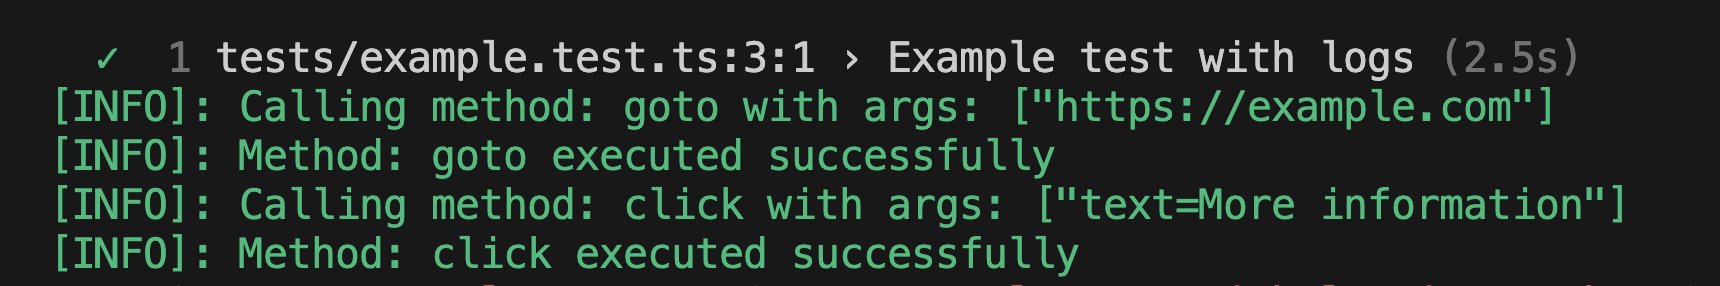 ✓ 1 tests/example.test.ts:3:1 › Example test with logs (2.5s)
[INFO]: Calling method: goto with args: ["https://example.com"]
[INFO]: Method: goto executed successfully
[INFO]: Calling method: click with args: ["text=More information"]
[INFO]: Method: click executed successfully